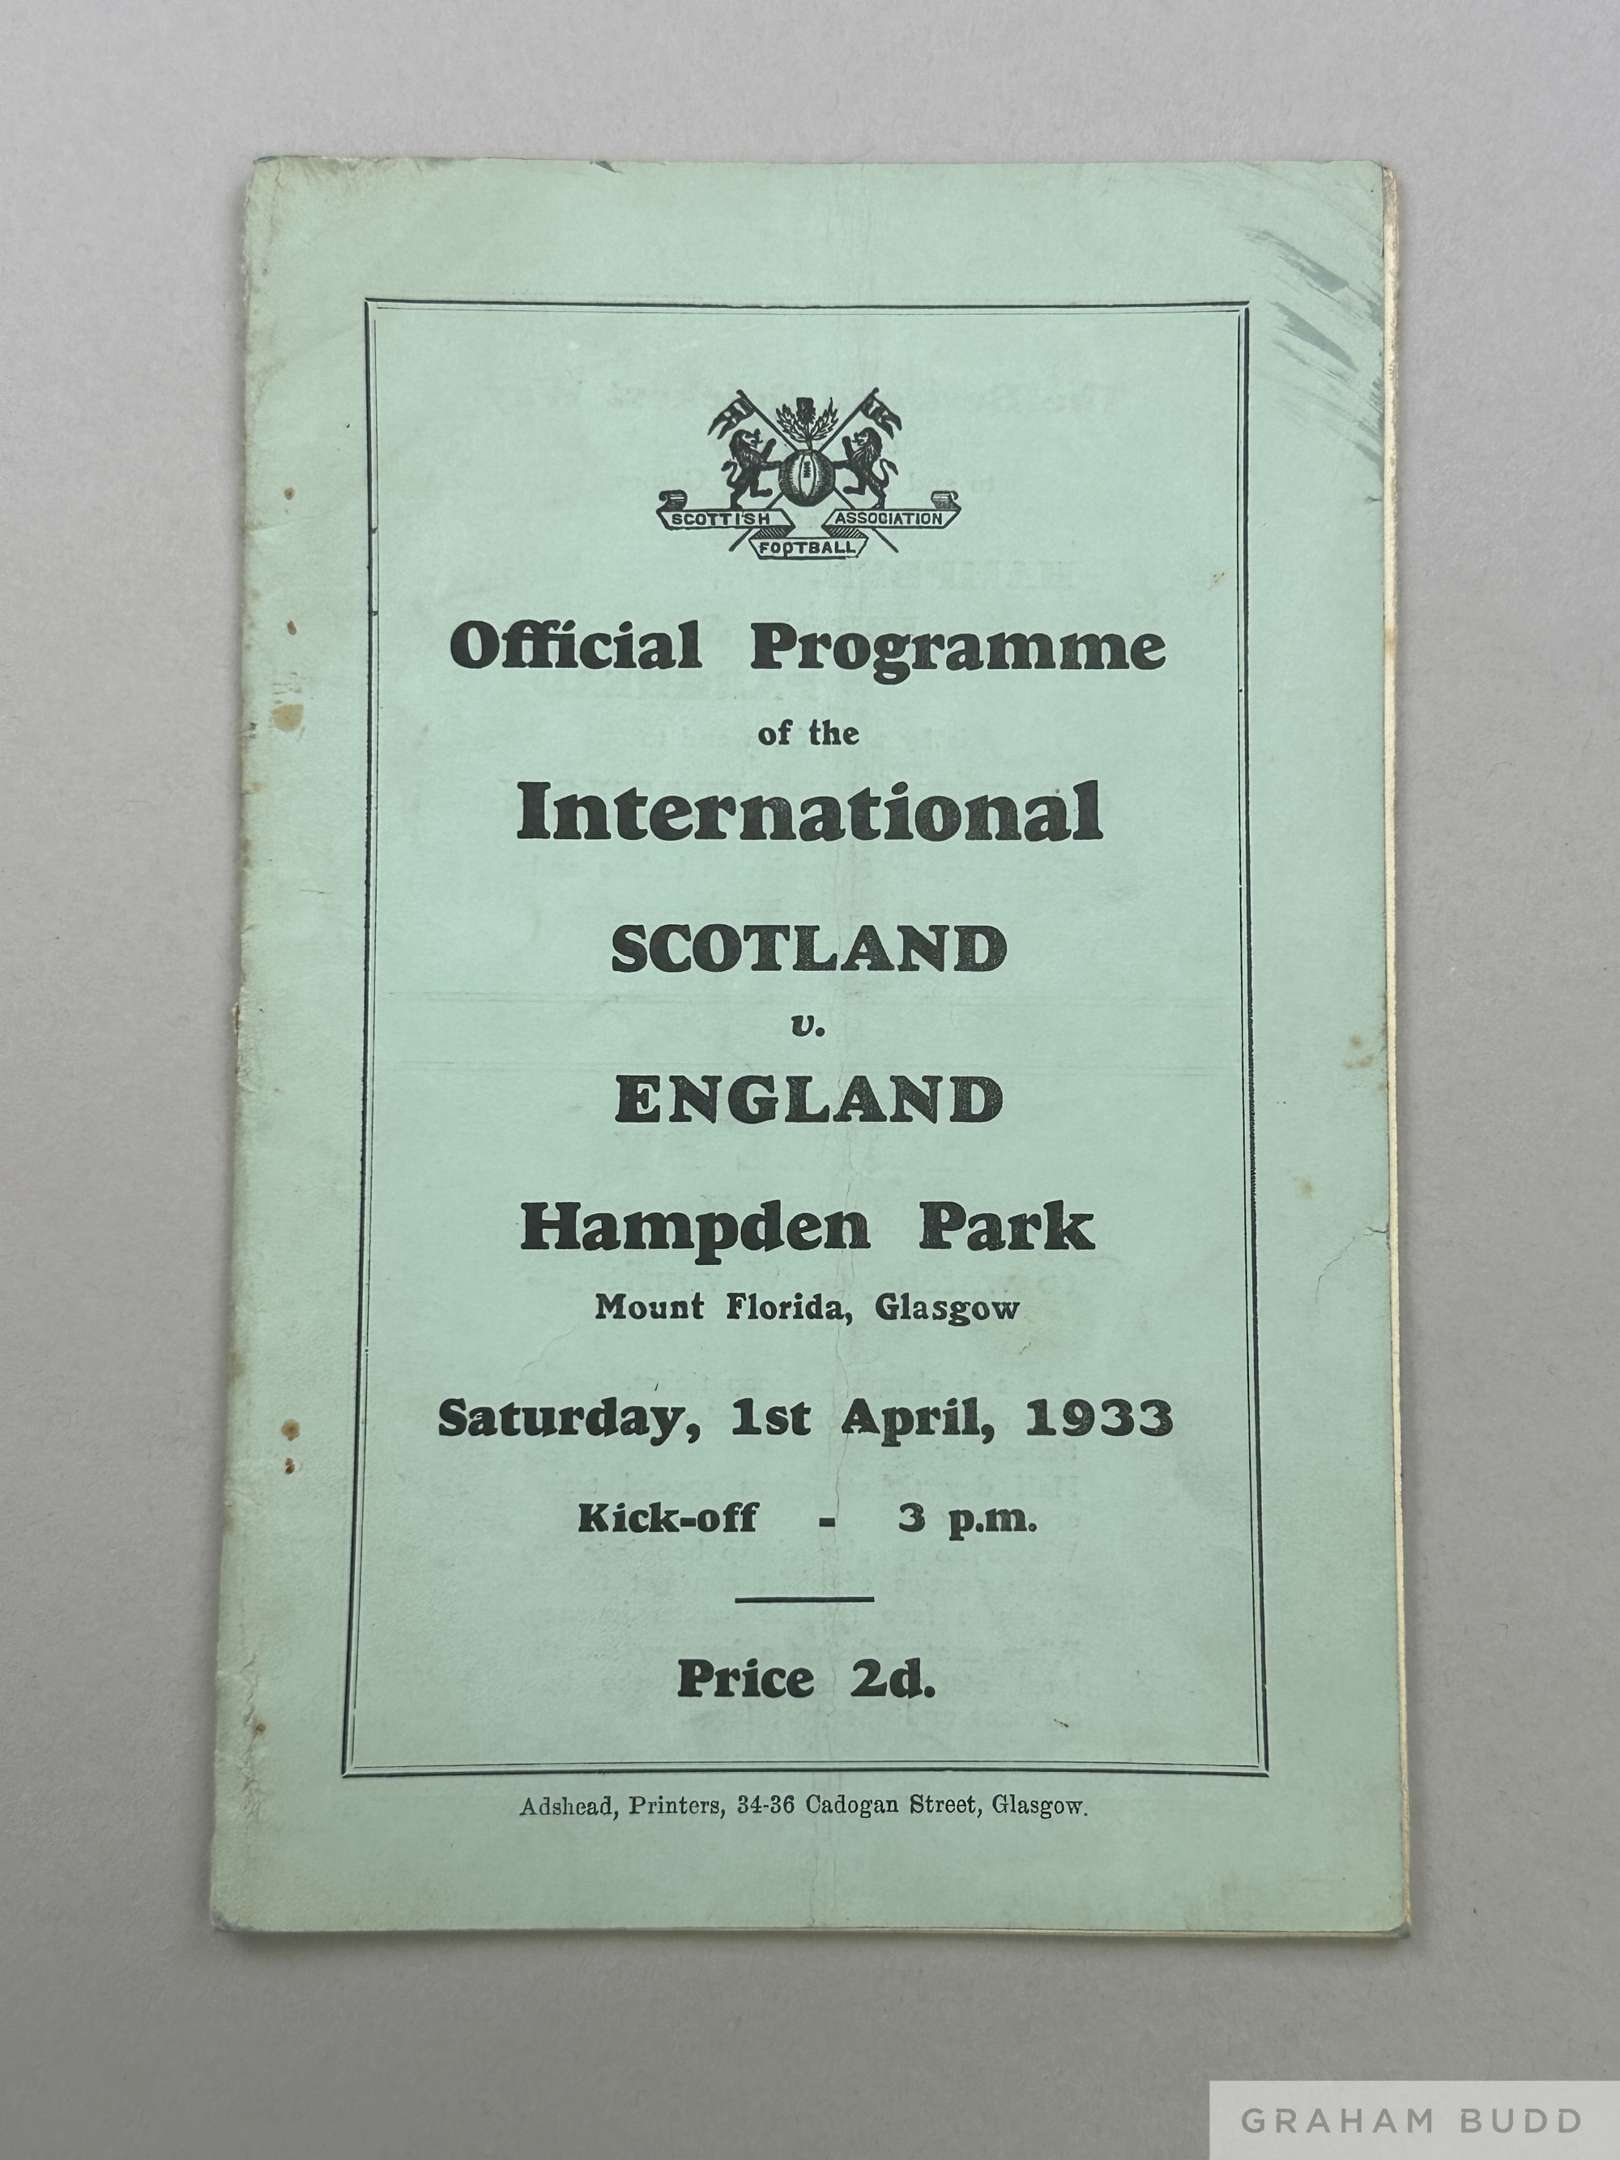 SCOTTISH ASSOCIATION
FOOTBALL
Official Programme
of the
International
SCOTLAND
v.
ENGLAND
Hampden Park
Mount Florida, Glasgow
Saturday, 1st April, 1933
Kick-off - 3 p.m.
Price 2d.
Adshead, Printers, 34-36 Cadogan Street, Glasgow.
GRAHAM BUDD